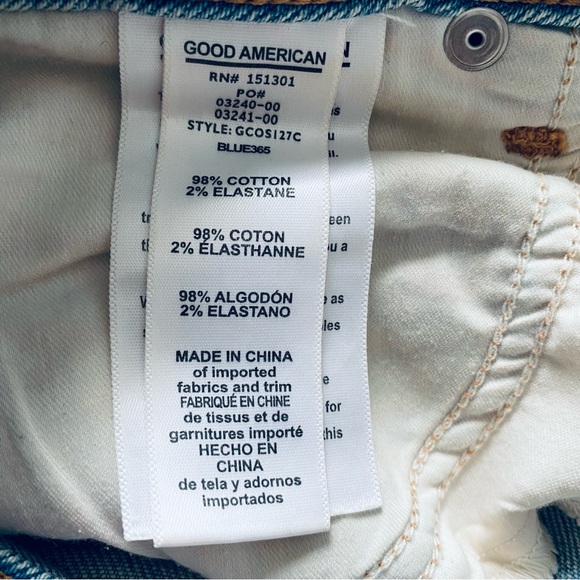 GOOD AMERICAN
RN# 151301
PO#
03240-00
03241-00
STYLE: GCOS127C
BLUE365
98% COTTON
2% ELASTANE
98% COTON
2% ÉLASTHANNE
98% ALGODÓN
2% ELASTANO
MADE IN CHINA
of imported
fabrics and trim
FABRIQUÉ EN CHINE
de tissus et de
garnitures importé
HECHO EN
CHINA
de tela y adornos
importados